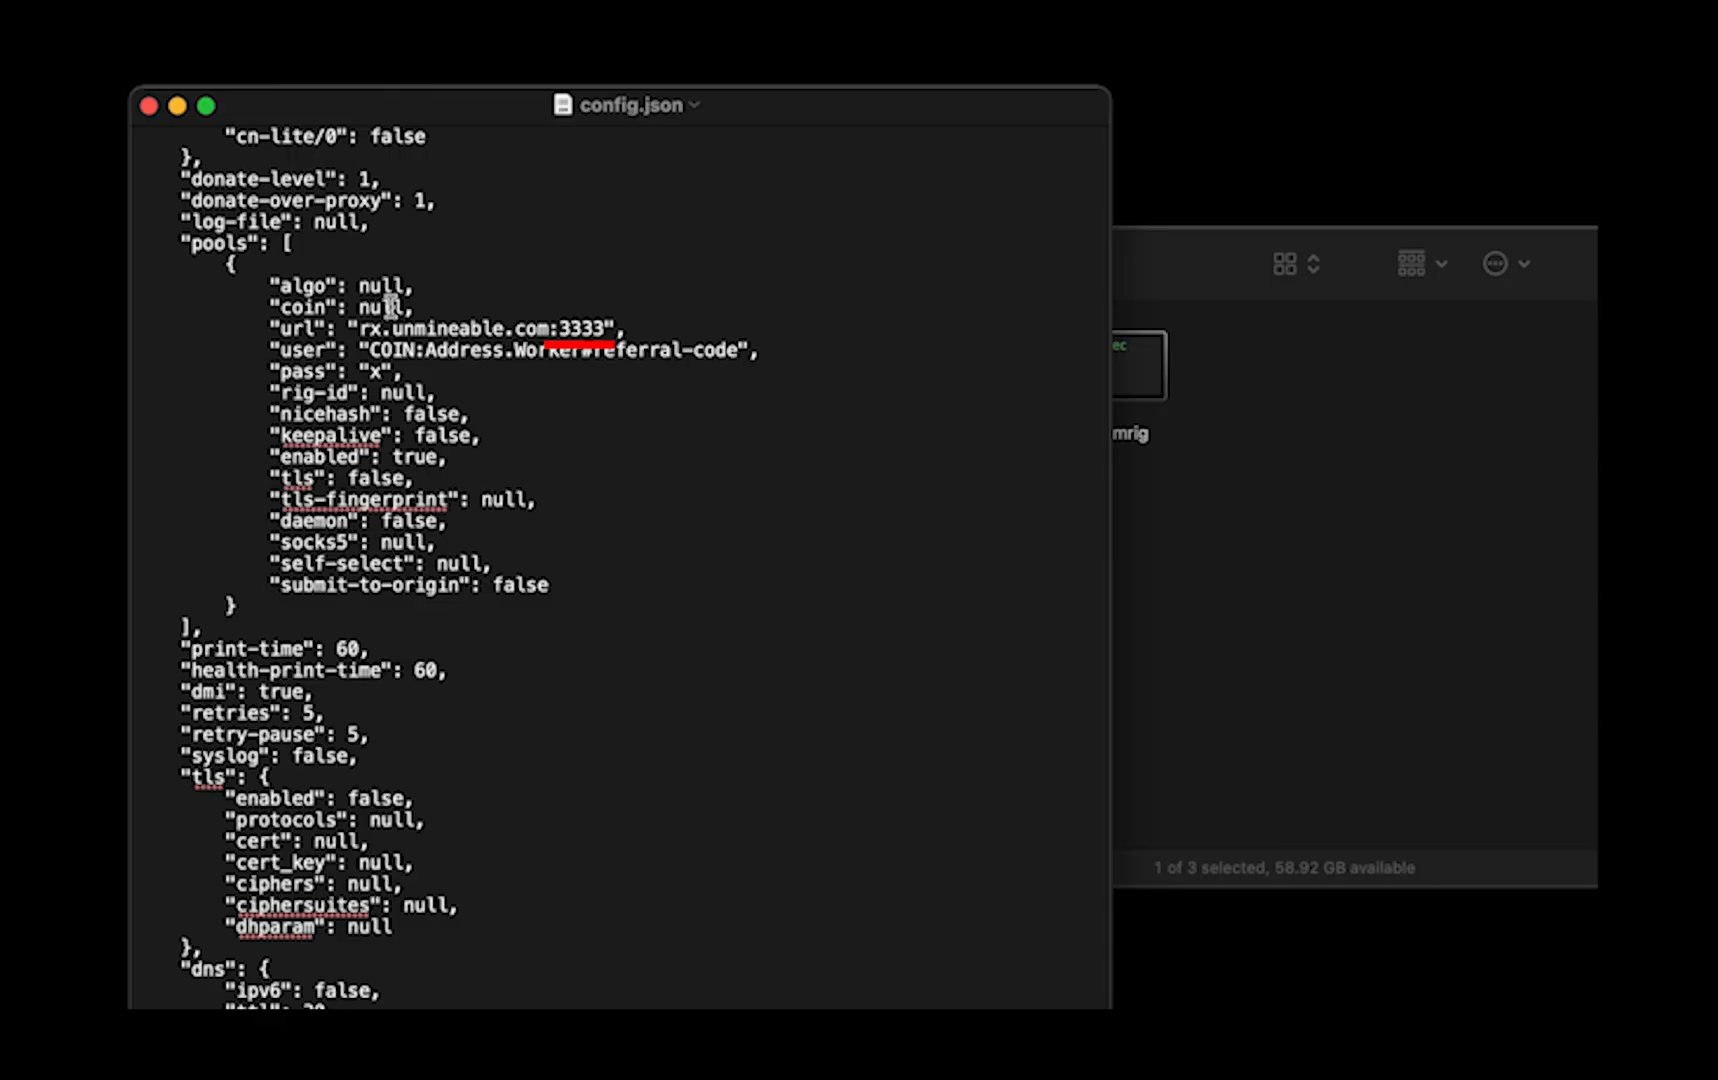 config.json
"cn-lite/0": false
},
"donate-level": 1,
"donate-over-proxy": 1,
"log-file": null,
"pools": [
{
"algo": null,
"coin": null,
"url": "rx.unmineable.com:3333",
"user": "COIN:Address.Worker#referral-code",
"pass": "x",
"rig-id": null,
"nicehash": false,
"keepalive": false,
"enabled": true,
"tls": false,
"tls-fingerprint": null,
"daemon": false,
"socks5": null,
"self-select": null,
"submit-to-origin": false
}
],
"print-time": 60,
"health-print-time": 60,
"dmi": true,
"retries": 5,
"retry-pause": 5,
"syslog": false,
"tls": {
"enabled": false,
"protocols": null,
"cert": null,
"cert_key": null,
"ciphers": null,
"ciphersuites": null,
"dhparam": null
},
"dns": {
"ipv6": false,
ec
mrig
1 of 3 selected, 58.92 GB available